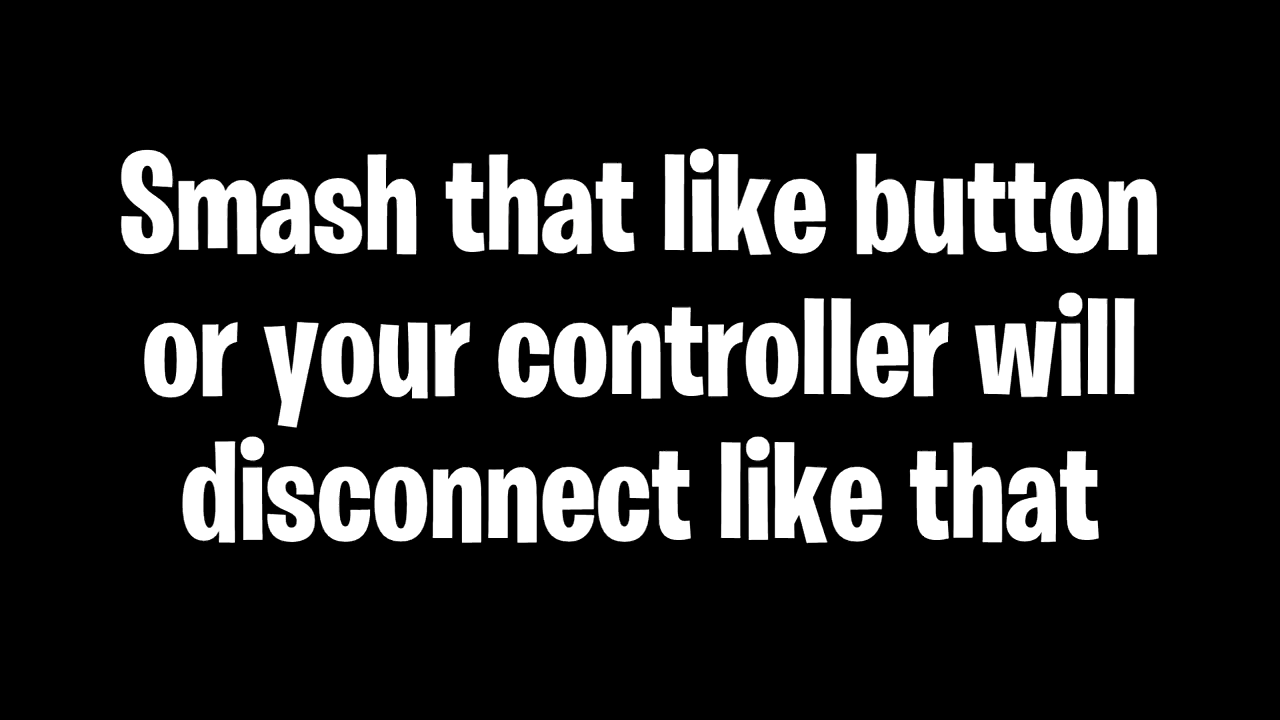 Smash that like button
or your controller will
disconnect like that